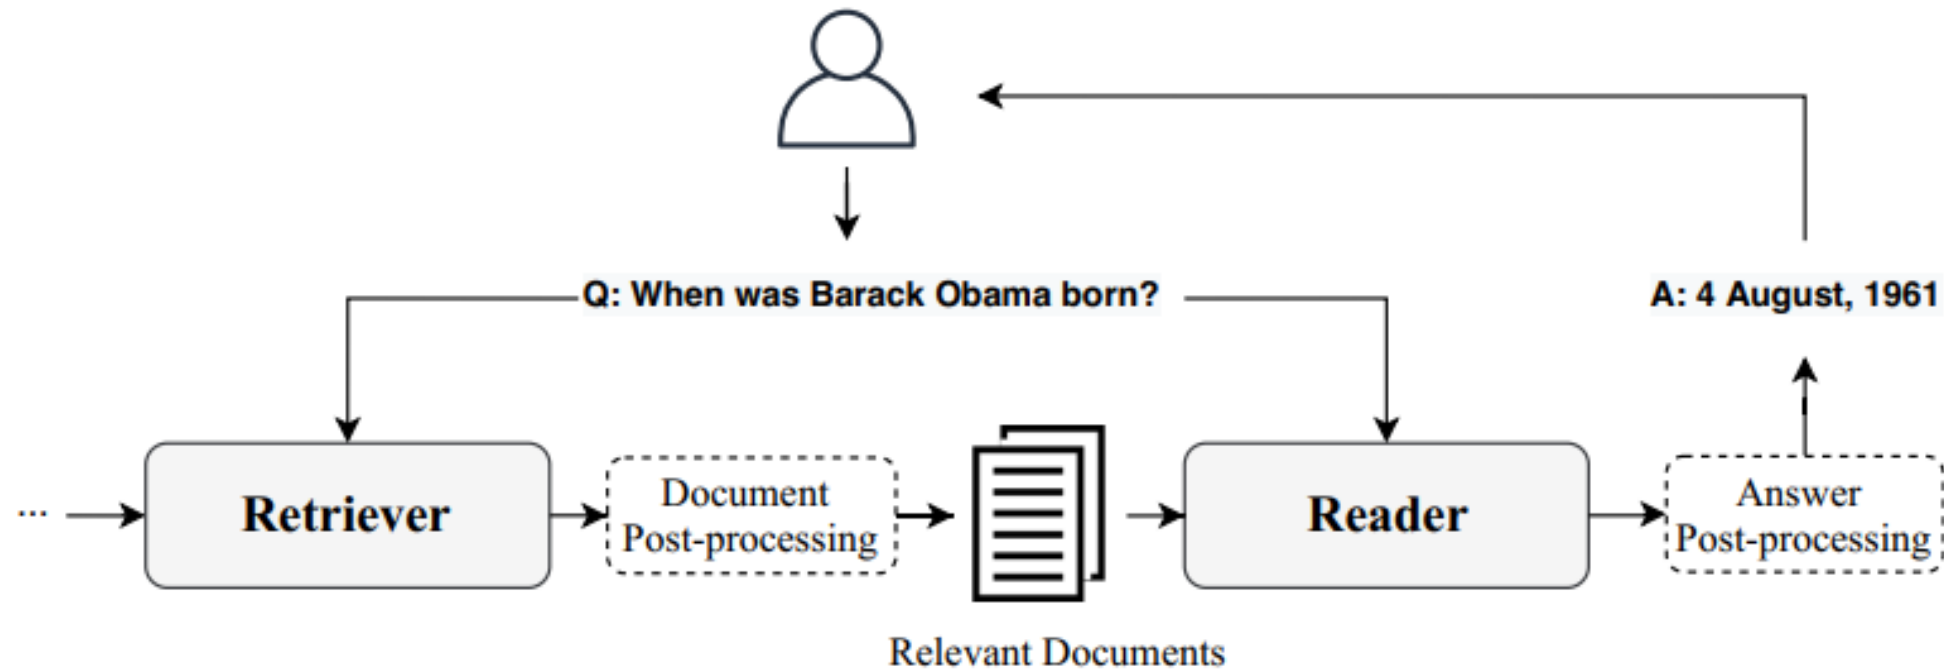 Q: When was Barack Obama born?
A: 4 August, 1961
...
Retriever
Document
Post-processing
Relevant Documents
Reader
Answer
Post-processing